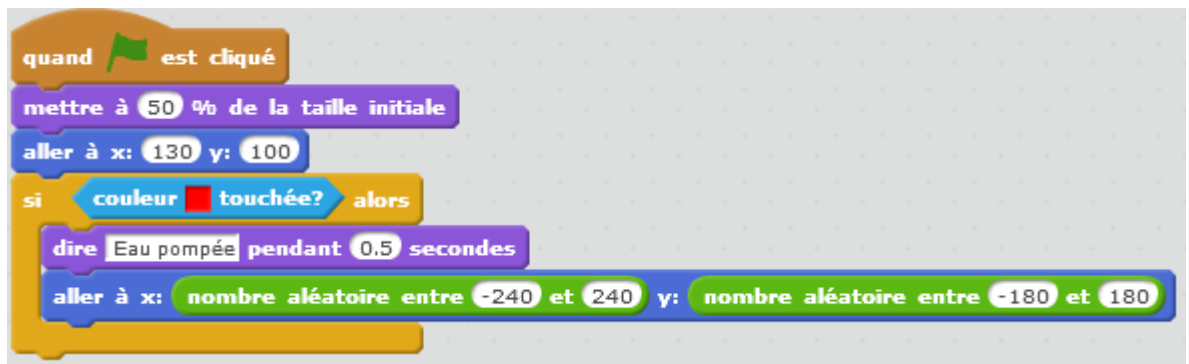 quand est cliqué
mettre à 50 % de la taille initiale
aller à x: 130 y: 100
si couleur touchée? alors
dire Eau pompée pendant 0.5 secondes
aller à x: nombre aléatoire entre -240 et 240 y: nombre aléatoire entre -180 et 180